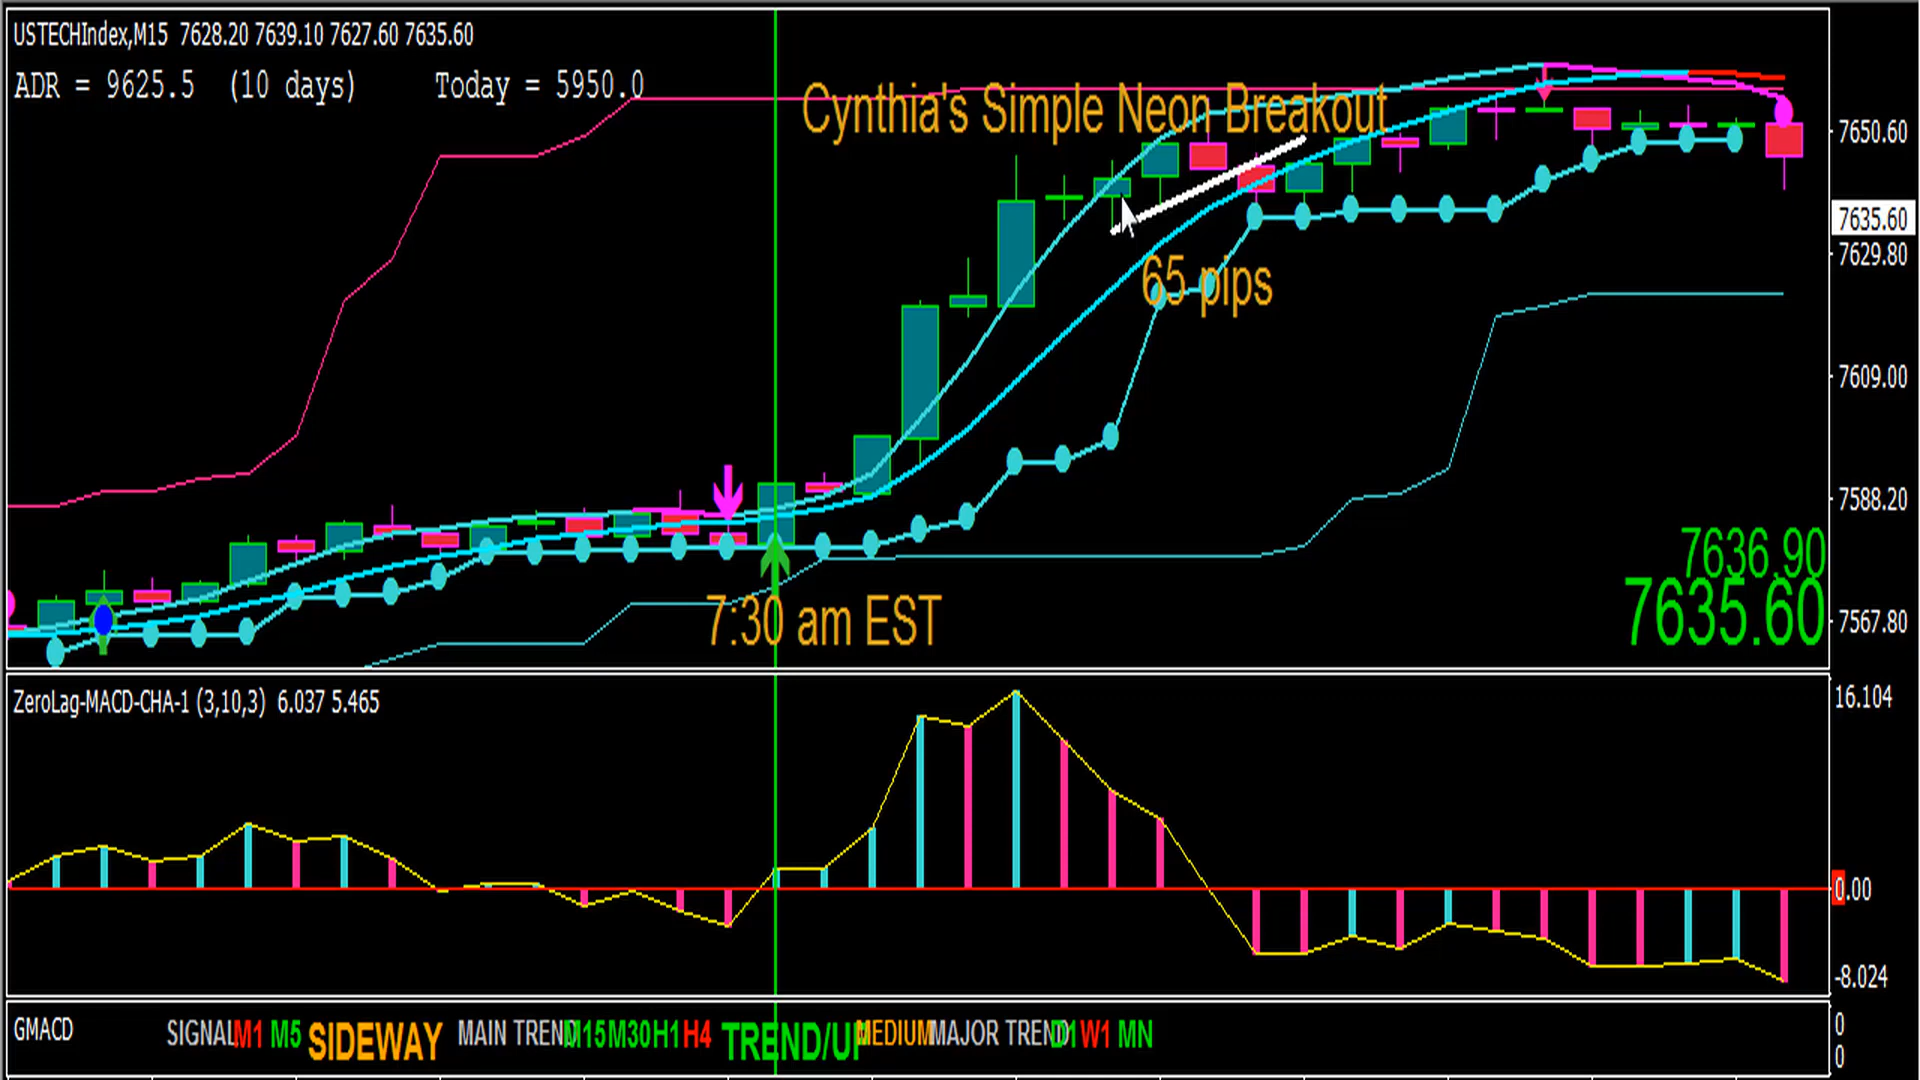 USTECHIndex,M15 7628.20 7639.10 7627.60 7635.60
ADR = 9625.5 (10 days) Today = 5950.0
Cynthia's Simple Neon Breakout
7650.60
7635.60
7629.80
65 pips
7609.00
7588.20
7636.90
7635.60
7567.80
7:30 am EST
ZeroLag-MACD-CHA-1 (3,10,3) 6.037 5.465
16.104
0.00
-8.024
GMACD SIGNAL M1 M5 SIDEWAY MAIN TREND M15 M30 H1 H4 TREND/UP MEDIUM MAJOR TREND D1 W1 MN
0
0